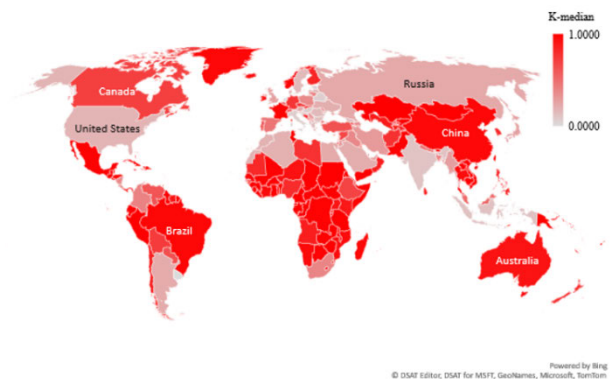 K-median
1.0000
0.0000
Canada
United States
Russia
China
Brazil
Australia
Powered by Bing
© DSAT Editor, DSAT for MSFT, GeoNames, Microsoft, TomTom